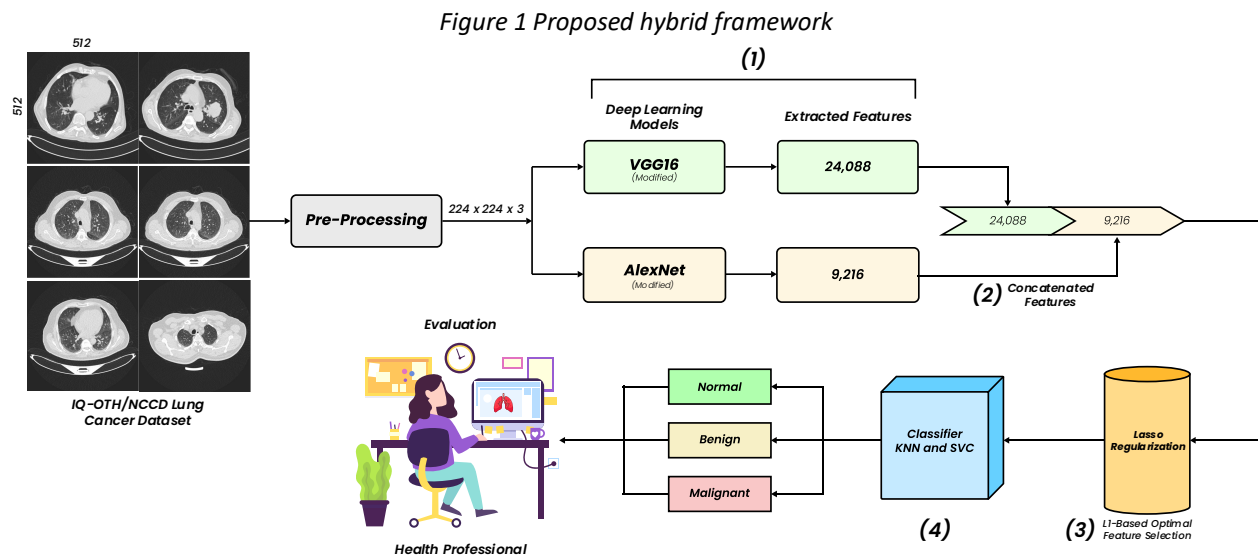 Figure 1 Proposed hybrid framework
512
512
(1)
Deep Learning
Models
Extracted Features
VGG16
(Modified)
24,088
Pre-Processing
224 x 224 x 3
24,088
9,216
AlexNet
(Modified)
9,216
(2)
Concatenated
Features
IQ-OTH/NCCD Lung
Cancer Dataset
Evaluation
Normal
Benign
Malignant
Classifier
KNN and SVC
Lasso
Regularization
(4)
(3)
L1-Based Optimal
Feature Selection
Health Professional